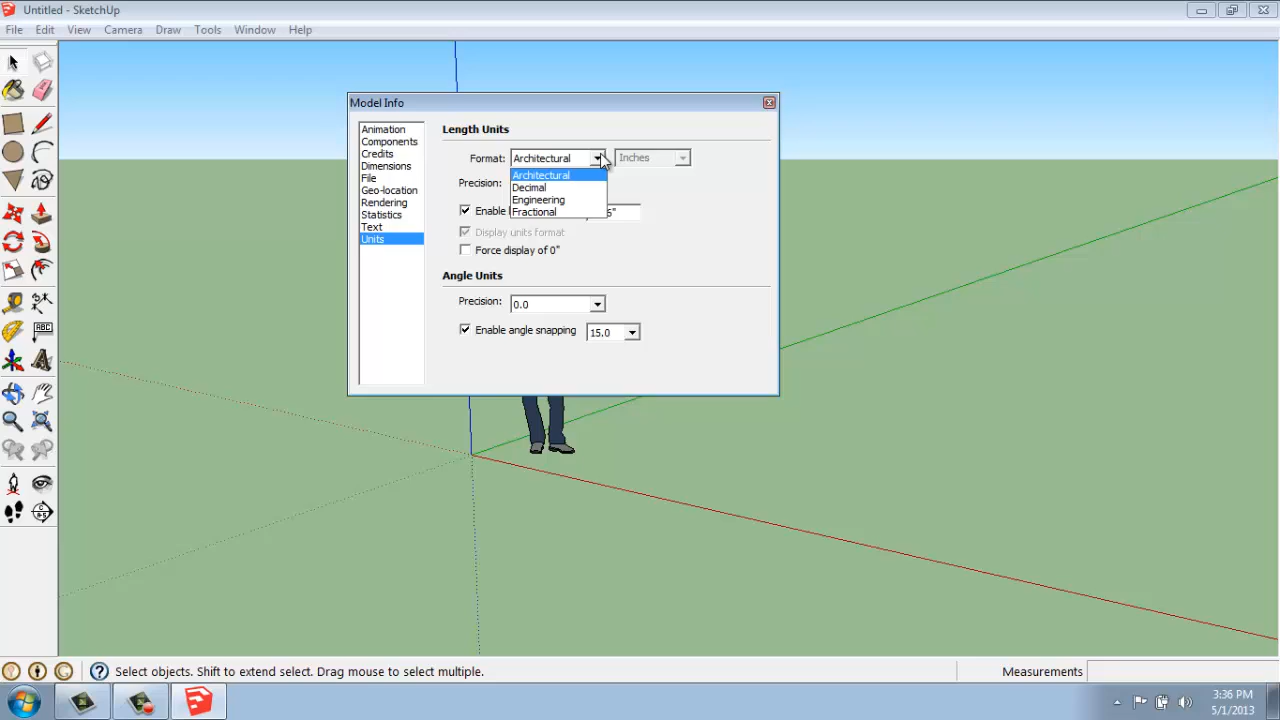 Untitled - SketchUp
File Edit View Camera Draw Tools Window Help
Model Info
Animation
Components
Credits
Dimensions
File
Geo-location
Rendering
Statistics
Text
Units
Length Units
Format: Architectural Inches
Architectural
Decimal
Engineering
Fractional
Precision:
Enable
Display units format
Force display of 0"
Angle Units
Precision: 0.0
Enable angle snapping 15.0
ABC
Select objects. Shift to extend select. Drag mouse to select multiple. Measurements
3:36 PM
5/1/2013